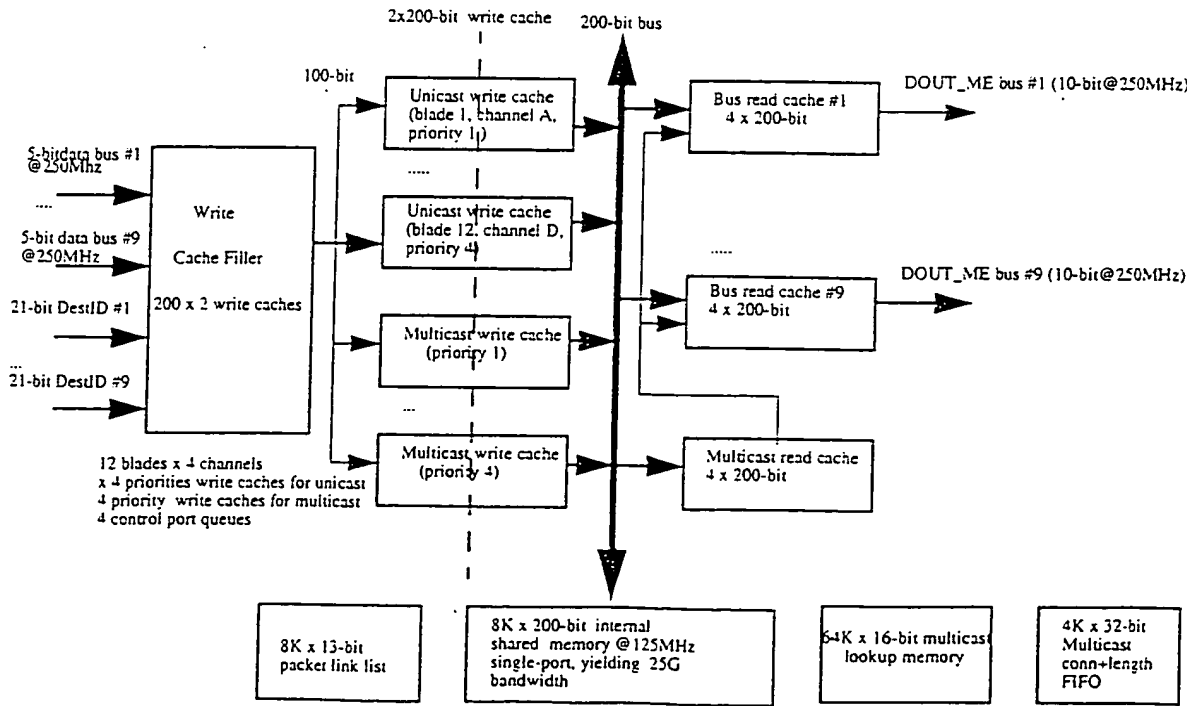 2x200-bit write cache
200-bit bus
100-bit
Unicast write cache
(blade 1, channel A,
priority 1)
.....
Unicast write cache
(blade 12, channel D,
priority 4)
Multicast write cache
(priority 1)
...
Multicast write cache
(priority 4)
5-bitdata bus #1
@250Mhz
....
5-bit data bus #9
@250MHz
21-bit DestID #1
...
21-bit DestID #9
Write
Cache Filler
200 x 2 write caches
12 blades x 4 channels
x 4 priorities write caches for unicast
4 priority write caches for multicast
4 control port queues
Bus read cache #1
4 x 200-bit
DOUT_ME bus #1 (10-bit@250MHz)
.....
Bus read cache #9
4 x 200-bit
DOUT_ME bus #9 (10-bit@250MHz)
Multicast read cache
4 x 200-bit
8K x 13-bit
packet link list
8K x 200-bit internal
shared memory @125MHz
single-port, yielding 25G
bandwidth
64K x 16-bit multicast
lookup memory
4K x 32-bit
Multicast
conn+length
FIFO